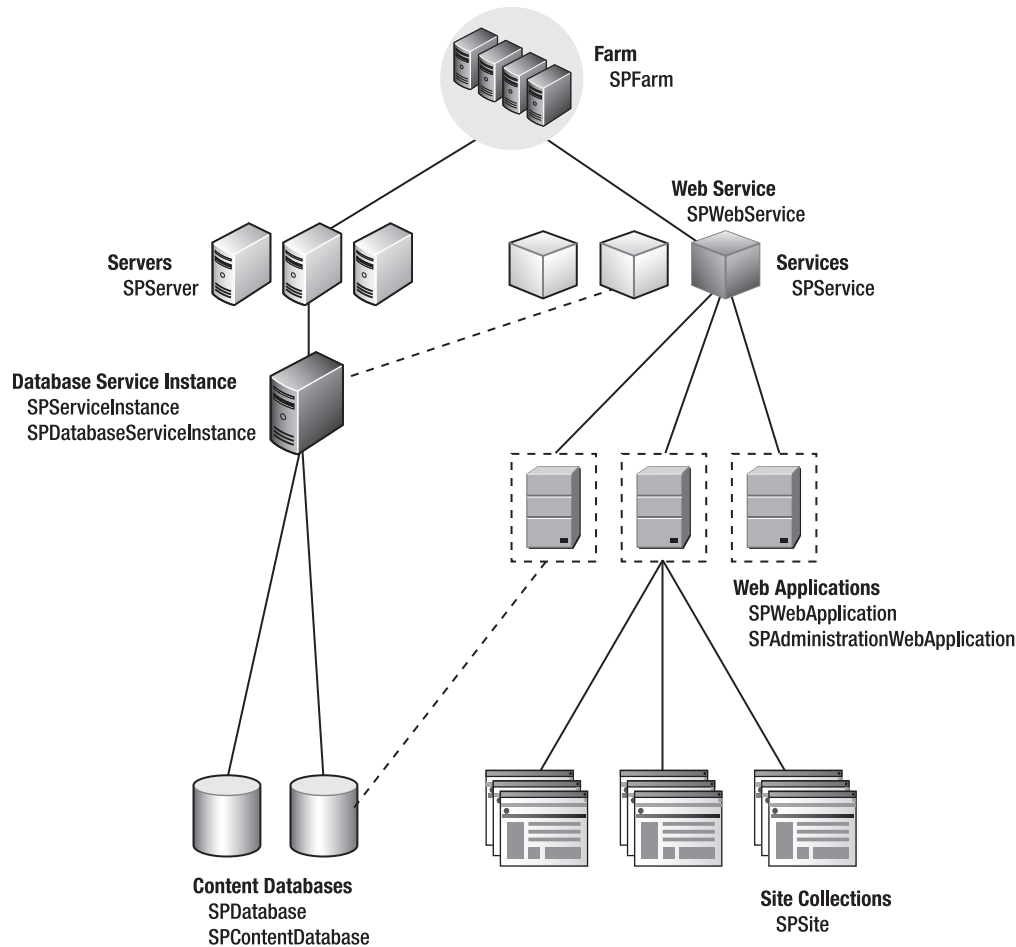 Farm
SPFarm
Web Service
SPWebService
Servers
SPServer
Services
SPService
Database Service Instance
SPServiceInstance
SPDatabaseServiceInstance
Web Applications
SPWebApplication
SPAdministrationWebApplication
Content Databases
SPDatabase
SPContentDatabase
Site Collections
SPSite